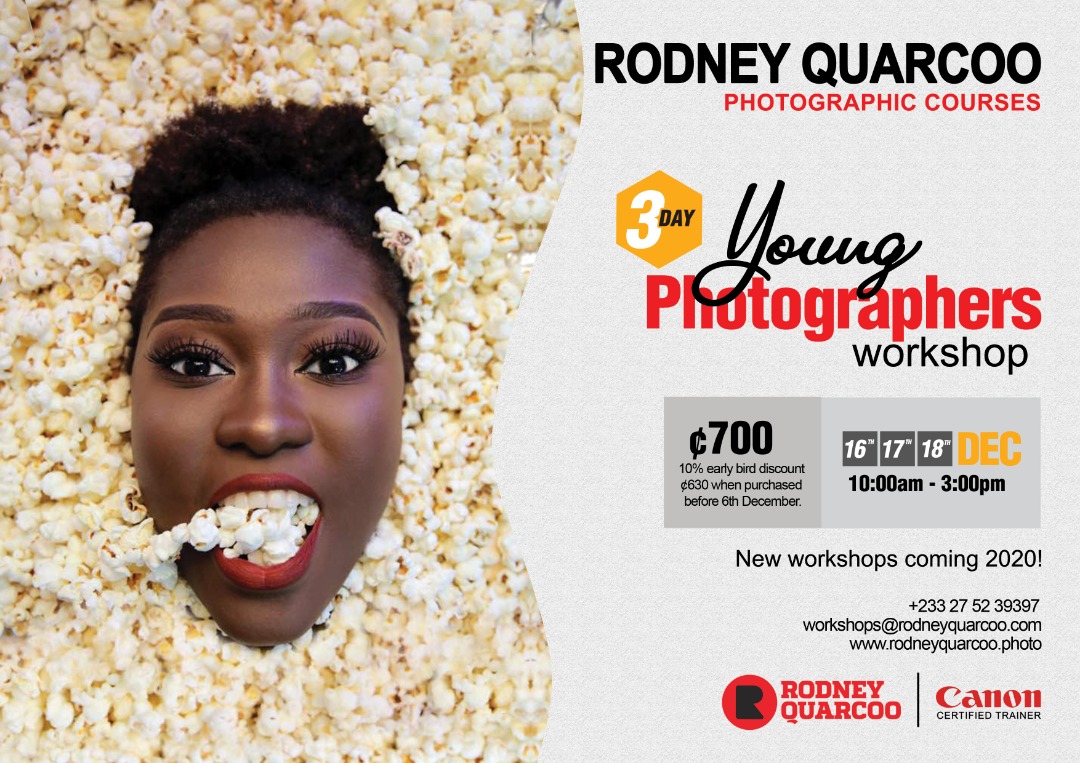 RODNEY QUARCOO
PHOTOGRAPHIC COURSES
3 DAY
Young
Photographers
workshop
¢700
10% early bird discount
¢630 when purchased
before 6th December.
16TH 17TH 18TH DEC
10:00am - 3:00pm
New workshops coming 2020!
+233 27 52 39397
workshops@rodneyquarcoo.com
www.rodneyquarcoo.photo
R RODNEY
QUARCOO
Canon
CERTIFIED TRAINER